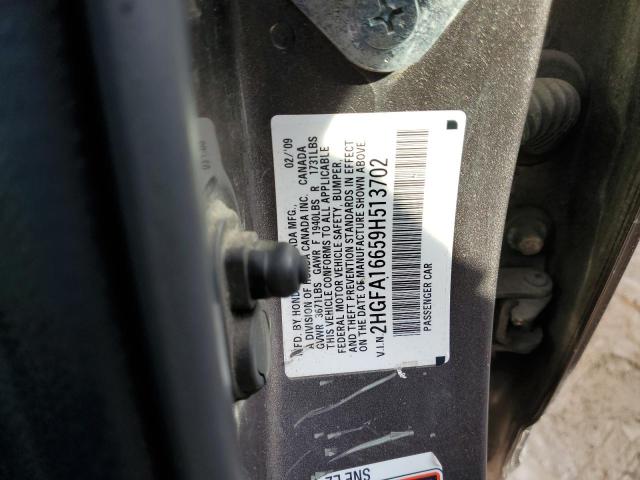 MFD. BY HONDA CANADA MFG., 02/'09
A DIVISION OF HONDA CANADA INC. CANADA
GVWR 3671LBS GAWR F 1940LBS R 1731LBS
THIS VEHICLE CONFORMS TO ALL APPLICABLE
FEDERAL MOTOR VEHICLE SAFETY, BUMPER,
AND THEFT PREVENTION STANDARDS IN EFFECT
ON THE DATE OF MANUFACTURE SHOWN ABOVE.
V.I.N. 2HGFA16659H513702
PASSENGER CAR